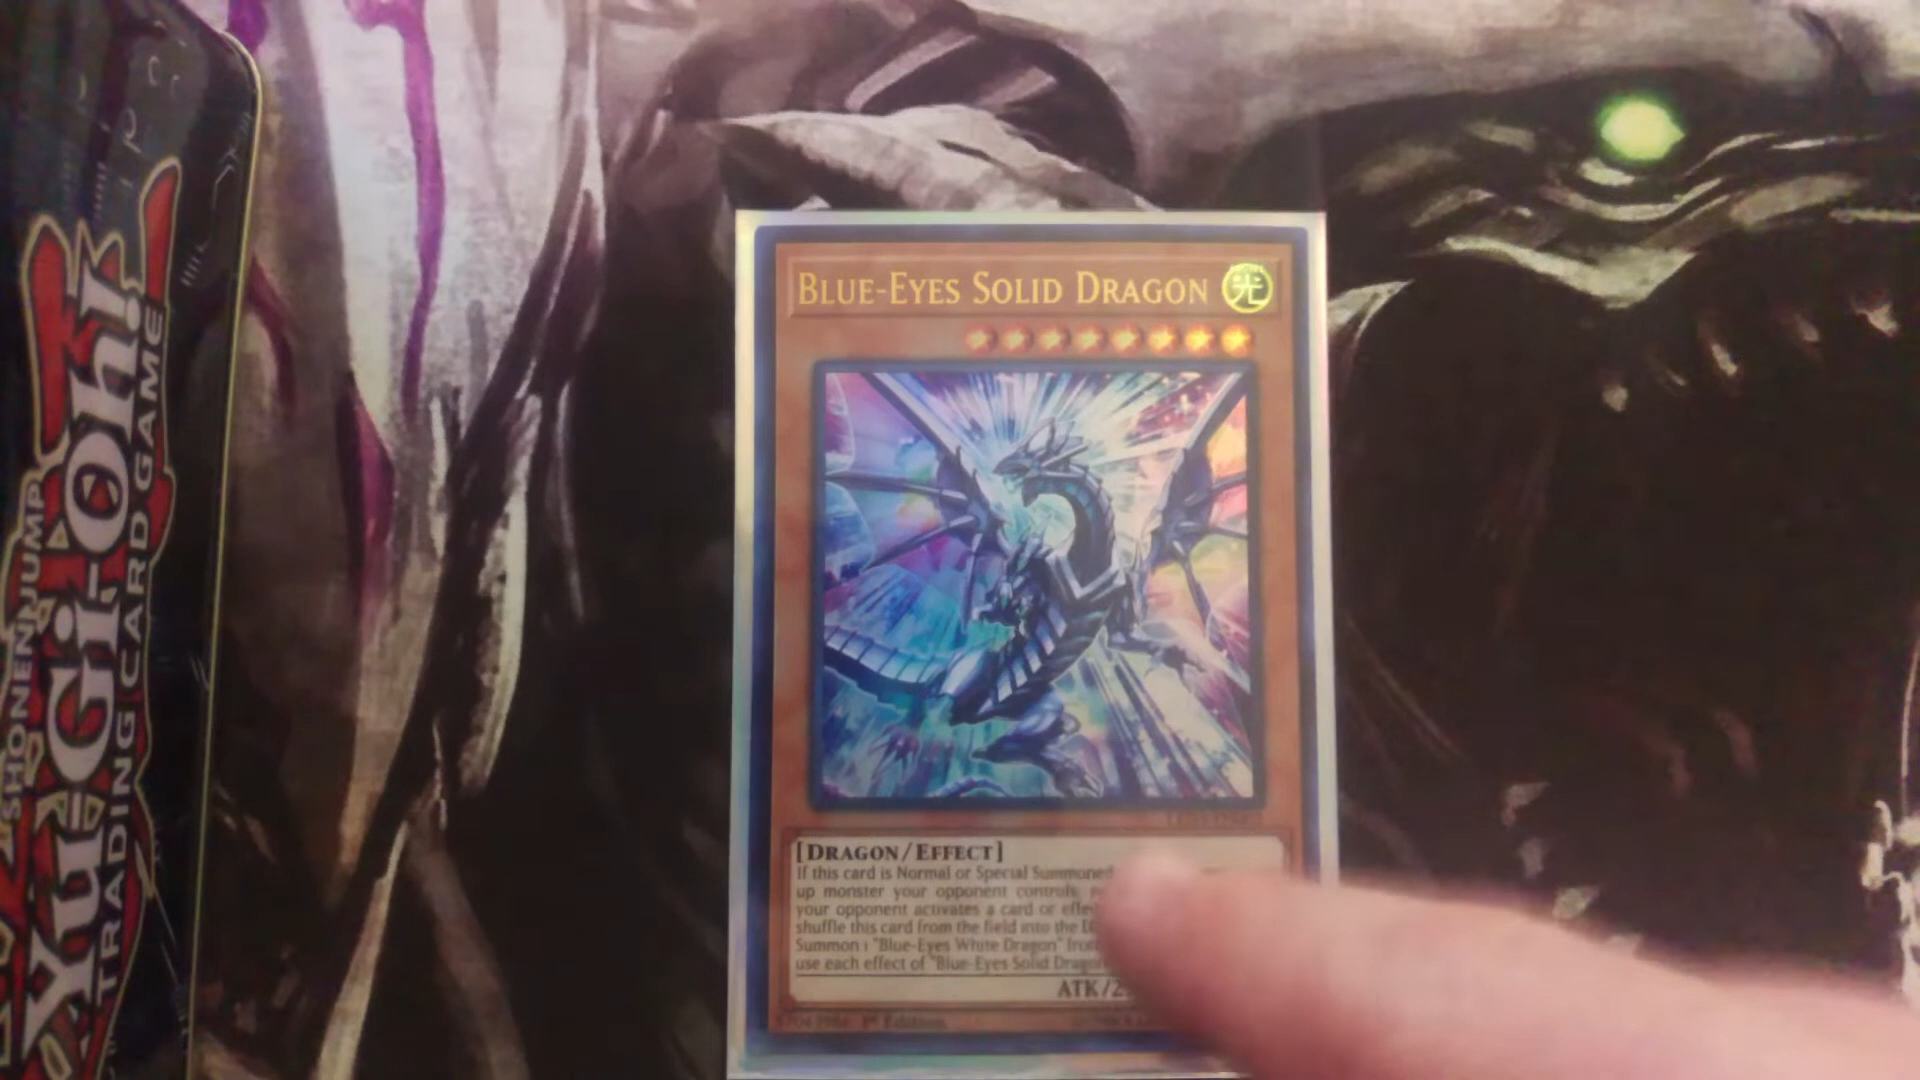 SHONEN JUMP
Yu-Gi-Oh!
TRADING CARD GAME
BLUE-EYES SOLID DRAGON
光
[DRAGON/EFFECT]
If this card is Normal or Special Summoned
up monster your opponent controls;
your opponent activates a card or
shuffle this card from the field into the
Summon 1 "Blue-Eyes White Dragon"
use each effect of "Blue-Eyes Solid
ATK/2
1st Edition